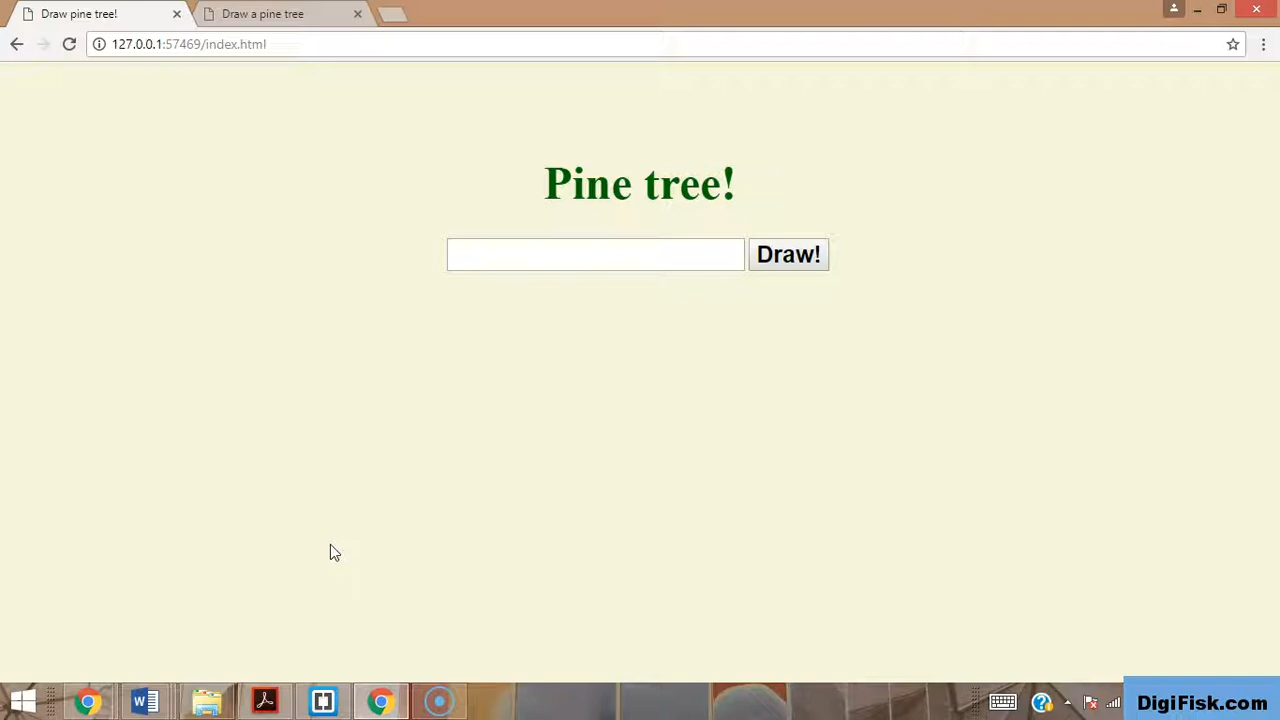 Draw pine tree!
Draw a pine tree
127.0.0.1:57469/index.html
Pine tree!
Draw!
DigiFisk.com